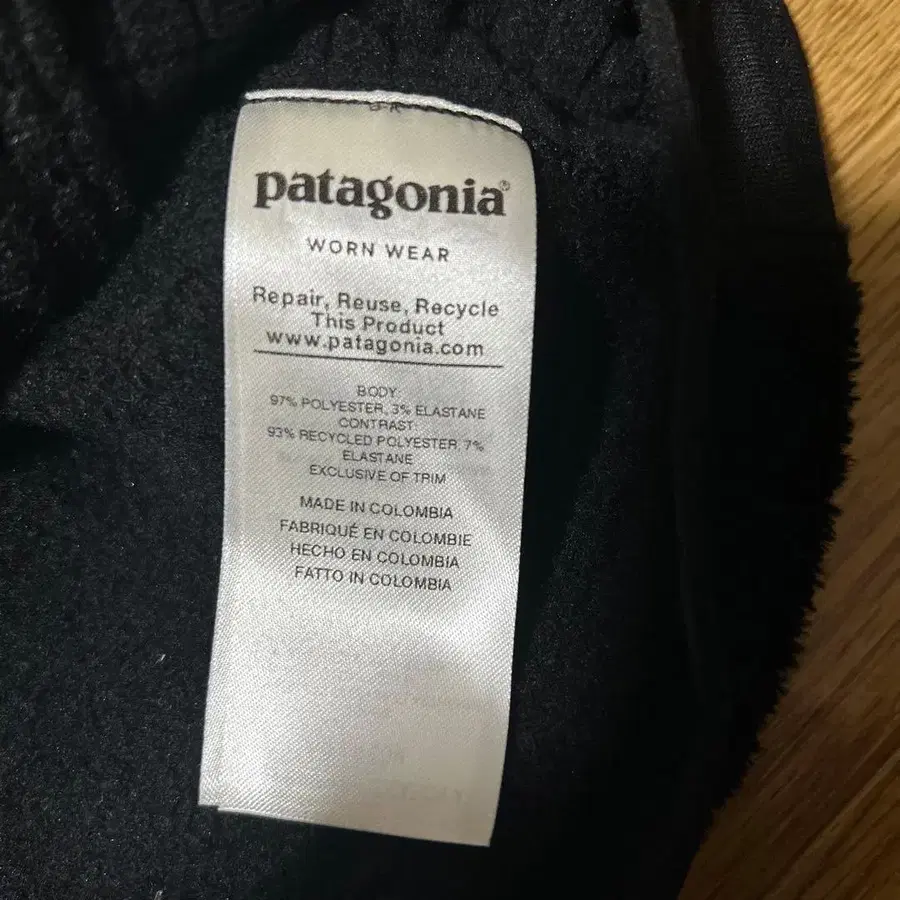 patagonia®
WORN WEAR
Repair, Reuse, Recycle
This Product
www.patagonia.com
BODY:
97% POLYESTER, 3% ELASTANE
CONTRAST:
93% RECYCLED POLYESTER, 7%
ELASTANE
EXCLUSIVE OF TRIM
MADE IN COLOMBIA
FABRIQUÉ EN COLOMBIE
HECHO EN COLOMBIA
FATTO IN COLOMBIA